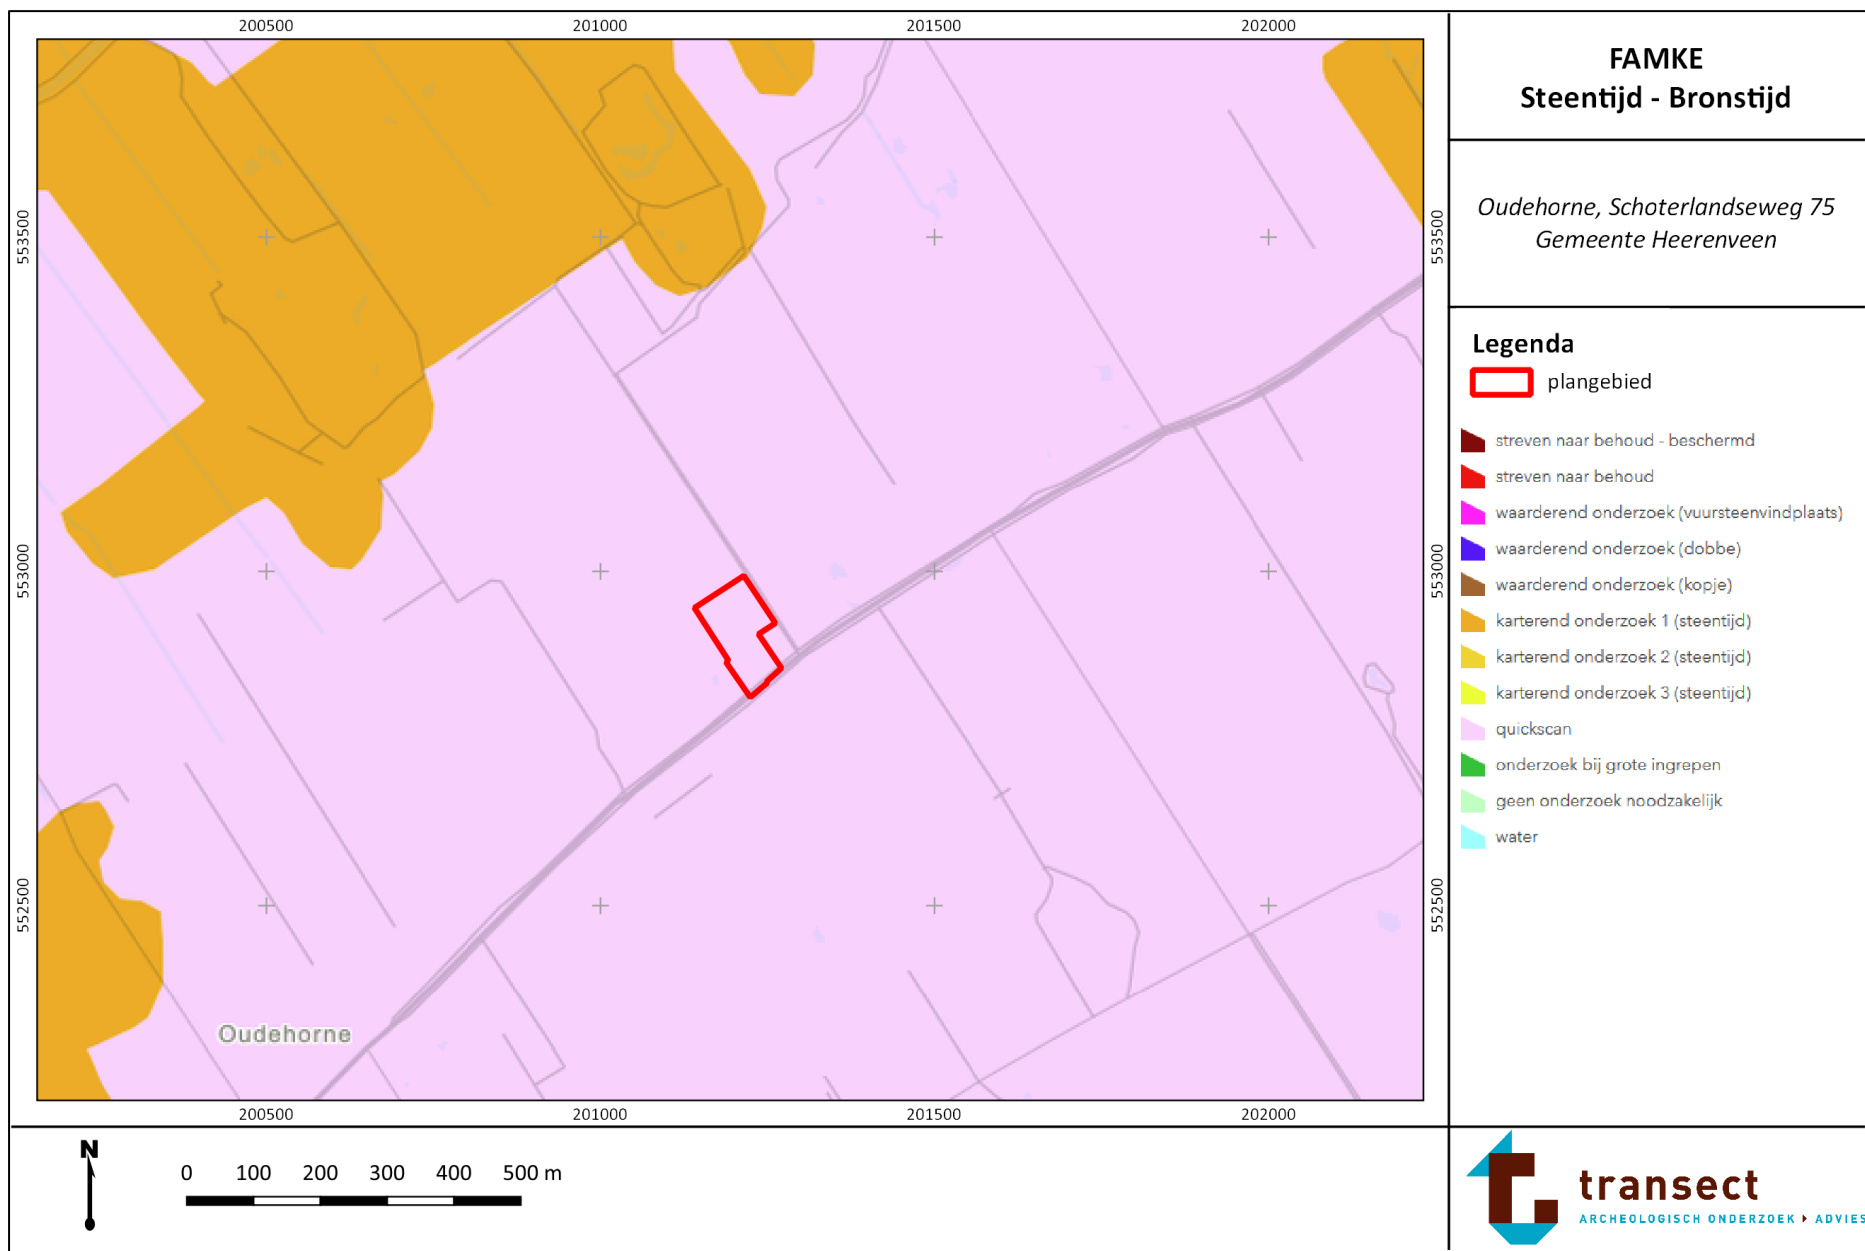 200500 201000 201500 202000
553500
553000
552500
553500
553000
552500
Oudehorne
200500 201000 201500 202000
N
0 100 200 300 400 500 m
FAMKE
Steentijd - Bronstijd
Oudehorne, Schoterlandseweg 75
Gemeente Heerenveen
Legenda
plangebied
streven naar behoud - beschermd
streven naar behoud
waarderend onderzoek (vuursteenvindplaats)
waarderend onderzoek (dobbe)
waarderend onderzoek (kopje)
karterend onderzoek 1 (steentijd)
karterend onderzoek 2 (steentijd)
karterend onderzoek 3 (steentijd)
quickscan
onderzoek bij grote ingrepen
geen onderzoek noodzakelijk
water
transect
ARCHEOLOGISCH ONDERZOEK ▸ ADVIES